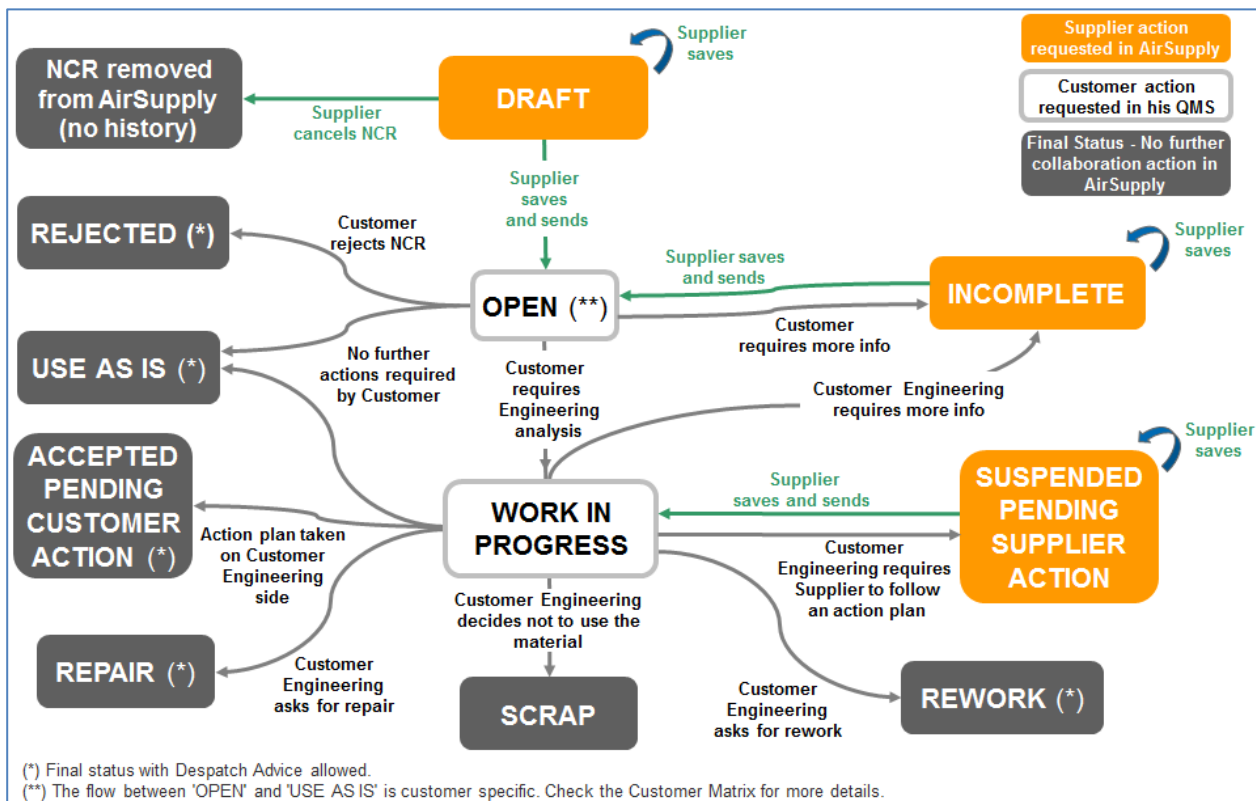 Supplier
saves
Supplier action
requested in AirSupply
NCR removed
from AirSupply
(no history)
DRAFT
Customer action
requested in his QMS
Supplier
cancels NCR
Final Status - No further
collaboration action in
AirSupply
Supplier
saves
and sends
REJECTED (*)
Customer
rejects NCR
Supplier
saves
Supplier saves
and sends
INCOMPLETE
OPEN (**)
Customer
requires more info
USE AS IS (*)
No further
actions required
by Customer
Customer
requires
Engineering
analysis
Customer Engineering
requires more info
Supplier
saves
ACCEPTED
PENDING
CUSTOMER
ACTION (*)
Supplier
saves and sends
SUSPENDED
PENDING
SUPPLIER
ACTION
WORK IN
PROGRESS
Action plan taken
on Customer
Engineering
side
Customer
Engineering requires
Supplier to follow
an action plan
Customer Engineering
decides not to use the
material
REPAIR (*)
Customer
Engineering
asks for repair
SCRAP
Customer
Engineering
asks for rework
REWORK (*)
(*) Final status with Despatch Advice allowed.
(**) The flow between 'OPEN' and 'USE AS IS' is customer specific. Check the Customer Matrix for more details.